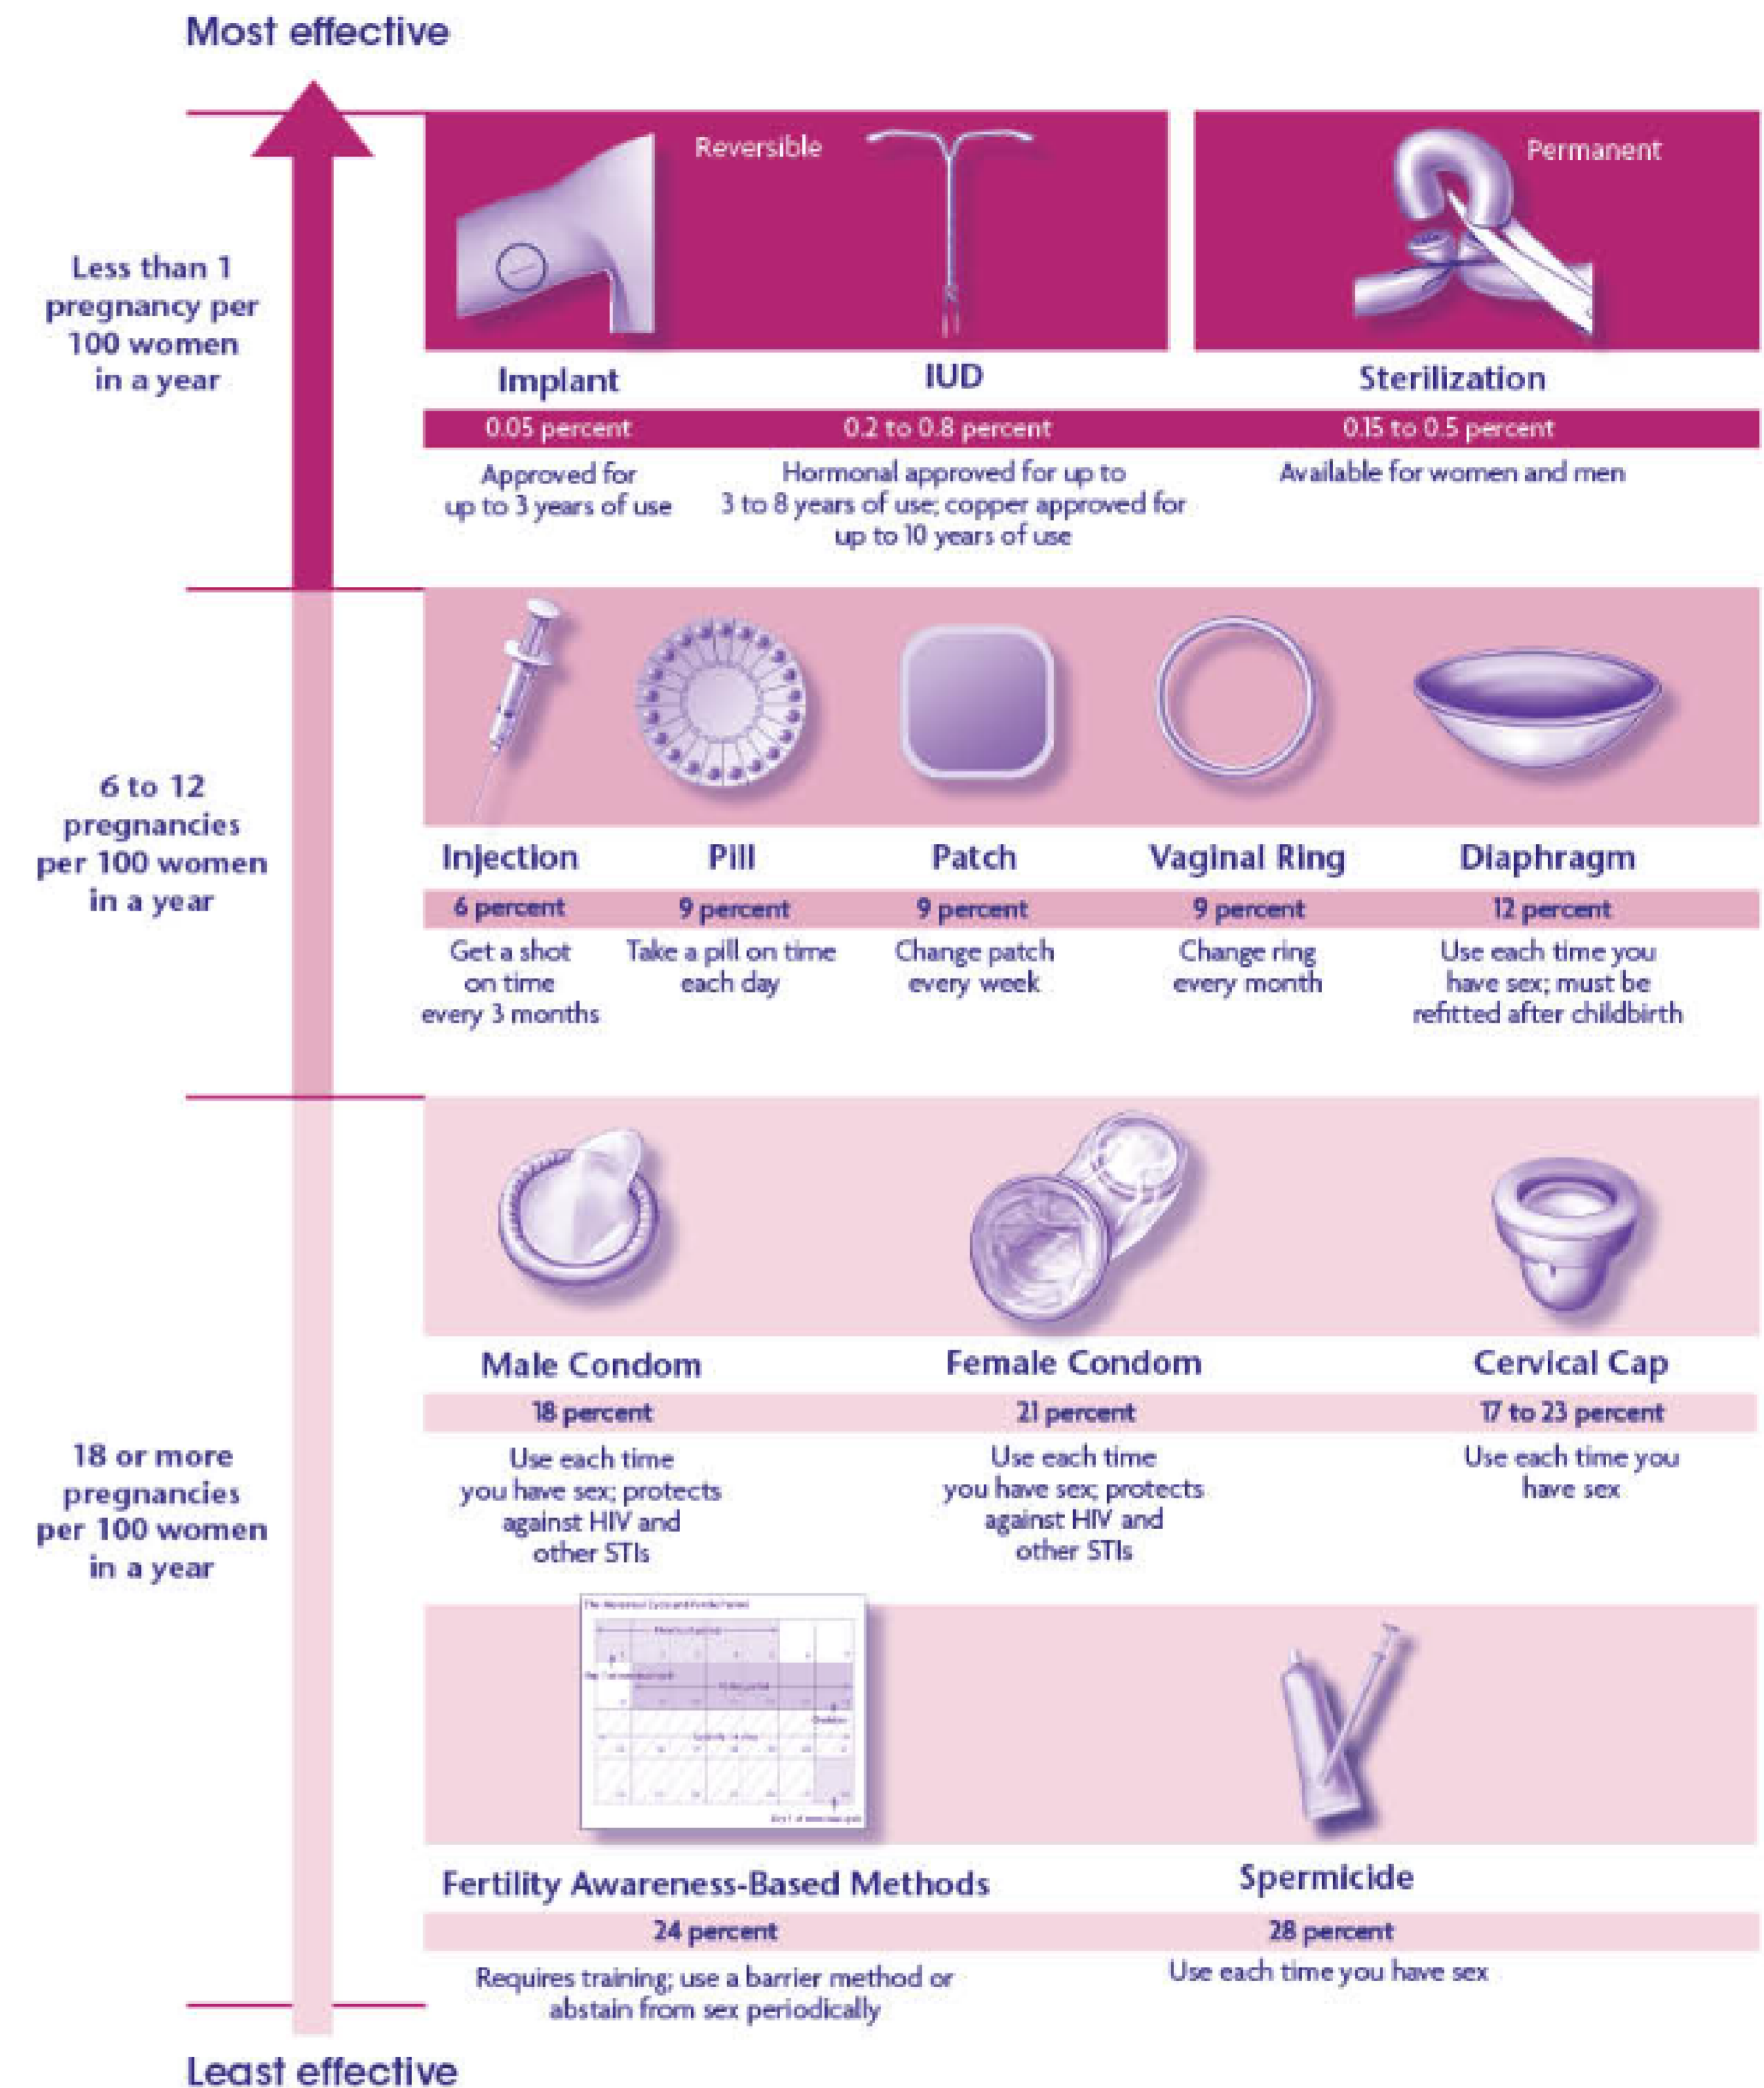 Most effective
Less than 1
pregnancy per
100 women
in a year
Reversible
Permanent
Implant
IUD
Sterilization
0.05 percent
0.2 to 0.8 percent
0.15 to 0.5 percent
Approved for
up to 3 years of use
Hormonal approved for up to
3 to 8 years of use; copper approved for
up to 10 years of use
Available for women and men
6 to 12
pregnancies
per 100 women
in a year
Injection
Pill
Patch
Vaginal Ring
Diaphragm
6 percent
9 percent
9 percent
9 percent
12 percent
Get a shot
on time
every 3 months
Take a pill on time
each day
Change patch
every week
Change ring
every month
Use each time you
have sex; must be
refitted after childbirth
18 or more
pregnancies
per 100 women
in a year
Male Condom
Female Condom
Cervical Cap
18 percent
21 percent
17 to 23 percent
Use each time
you have sex; protects
against HIV and
other STIs
Use each time
you have sex; protects
against HIV and
other STIs
Use each time you
have sex
Fertility Awareness-Based Methods
Spermicide
24 percent
28 percent
Requires training; use a barrier method or
abstain from sex periodically
Use each time you have sex
Least effective